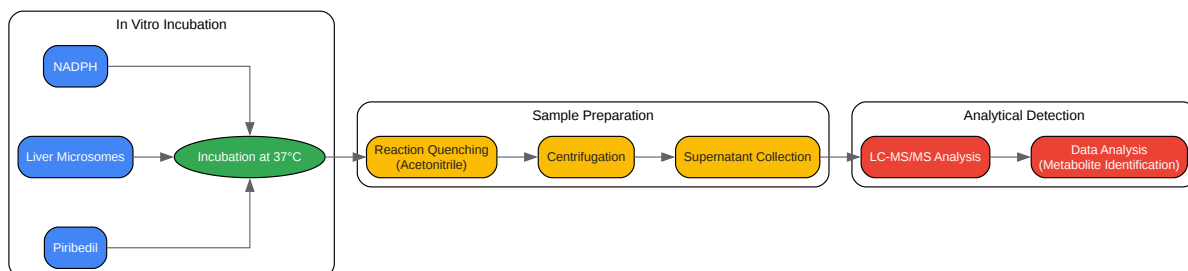 In Vitro Incubation
NADPH
Liver Microsomes
Incubation at 37°C
Piribedil
Sample Preparation
Reaction Quenching
(Acetonitrile)
Centrifugation
Supernatant Collection
Analytical Detection
LC-MS/MS Analysis
Data Analysis
(Metabolite Identification)